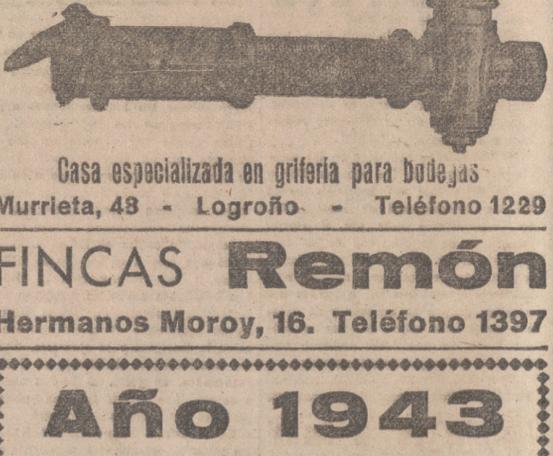 Casa especializada en grifería para bodegas
Murrieta, 48 - Logroño - Teléfono 1229
FINCAS Remón
Hermanos Moroy, 16. Teléfono 1397
Año 1943